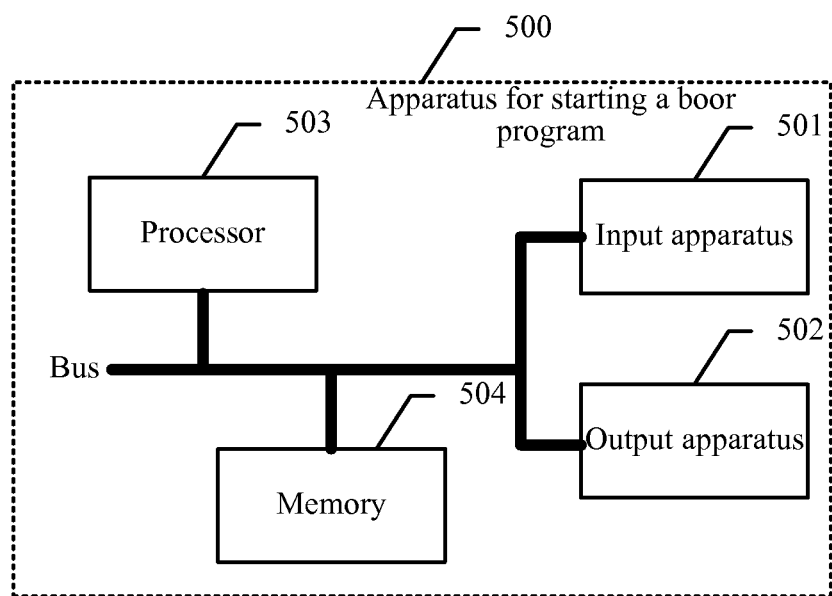 500
Apparatus for starting a boor
program
503
501
Processor
Input apparatus
502
Bus
504
Output apparatus
Memory